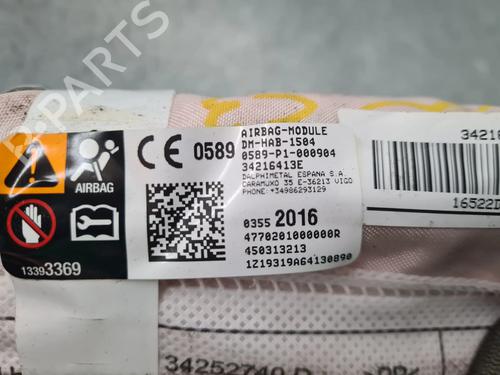 B-PARTS
AIRBAG
13393369
CE 0589
AIRBAG-MODULE
DM-HAB-1504
0589-P1-000904
34216413E
DALPHIMETAL ESPANA S.A.
CARAMUXO 35 E-36213 VIGO
PHONE: +34986293129
0355 2016
4770201000000R
450313213
1Z19319A64130890
3421
16522D
34252740 D